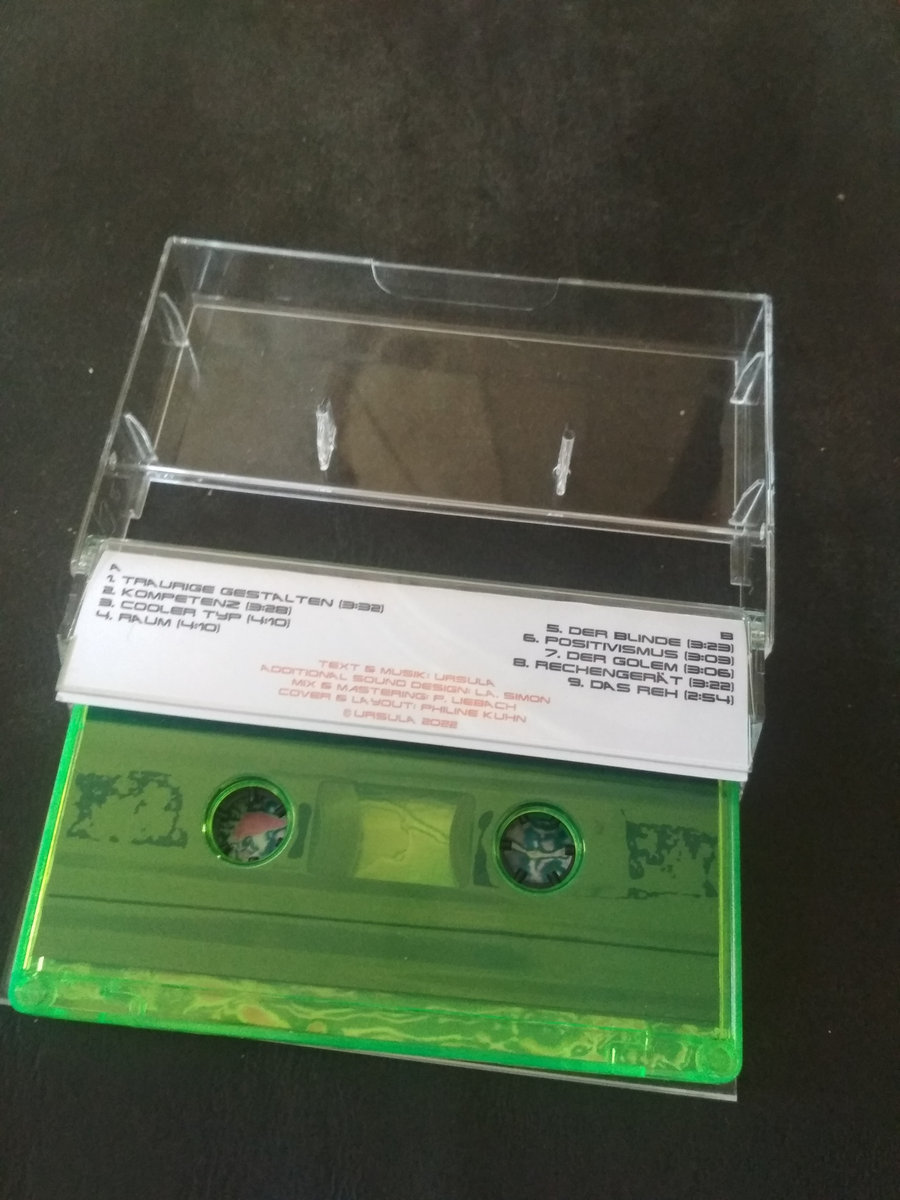 A
1. TRAURIGE GESTALTEN (3:32)
2. KOMPETENZ (3:28)
3. COOLER TYP (4:10)
4. RAUM (4:10)
B
5. DER BLINDE (3:23)
6. POSITIVISMUS (3:03)
7. DER GOLEM (3:06)
8. RECHENGERÄT (3:22)
9. DAS REH (2:54)
TEXT & MUSIK: URSULA
ADDITIONAL SOUND DESIGN: L.A. SIMON
MIX & MASTERING: P. LIEBACH
COVER & LAYOUT: PHILINE KUHN
© URSULA 2022